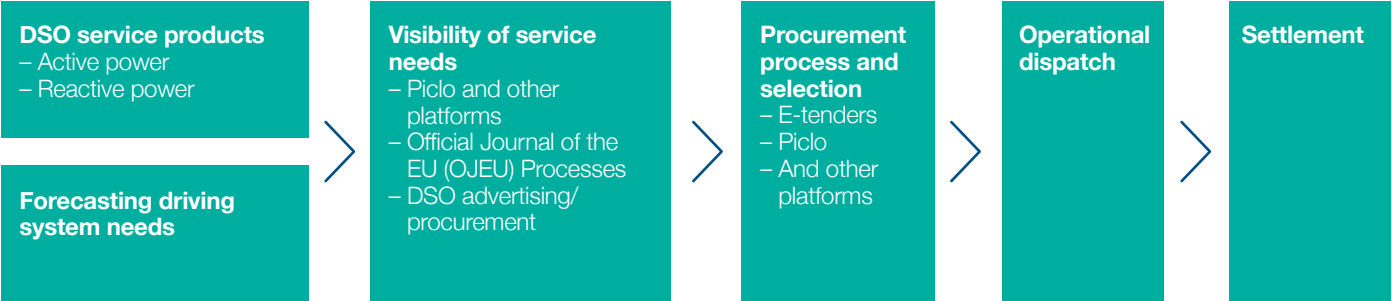 DSO service products
– Active power
– Reactive power
Forecasting driving
system needs
Visibility of service
needs
– Piclo and other
platforms
– Official Journal of the
EU (OJEU) Processes
– DSO advertising/
procurement
Procurement
process and
selection
– E-tenders
– Piclo
– And other
platforms
Operational
dispatch
Settlement